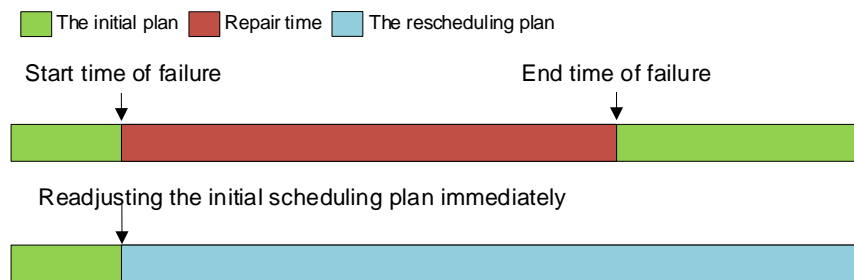 The initial plan Repair time The rescheduling plan
Start time of failure End time of failure
Readjusting the initial scheduling plan immediately